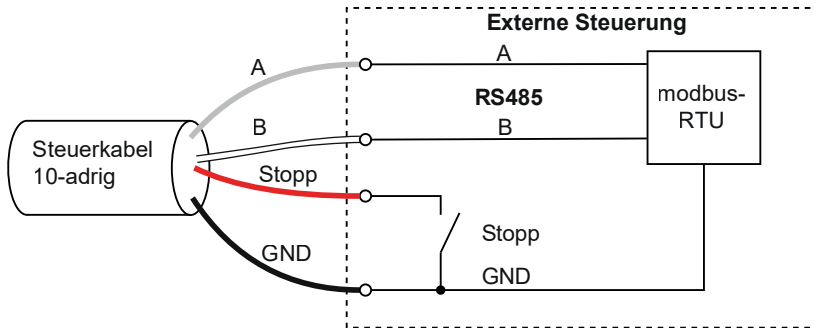 Externe Steuerung
A
A
RS485
modbus-
RTU
B
B
Steuerkabel
10-adrig
Stopp
Stopp
GND
GND